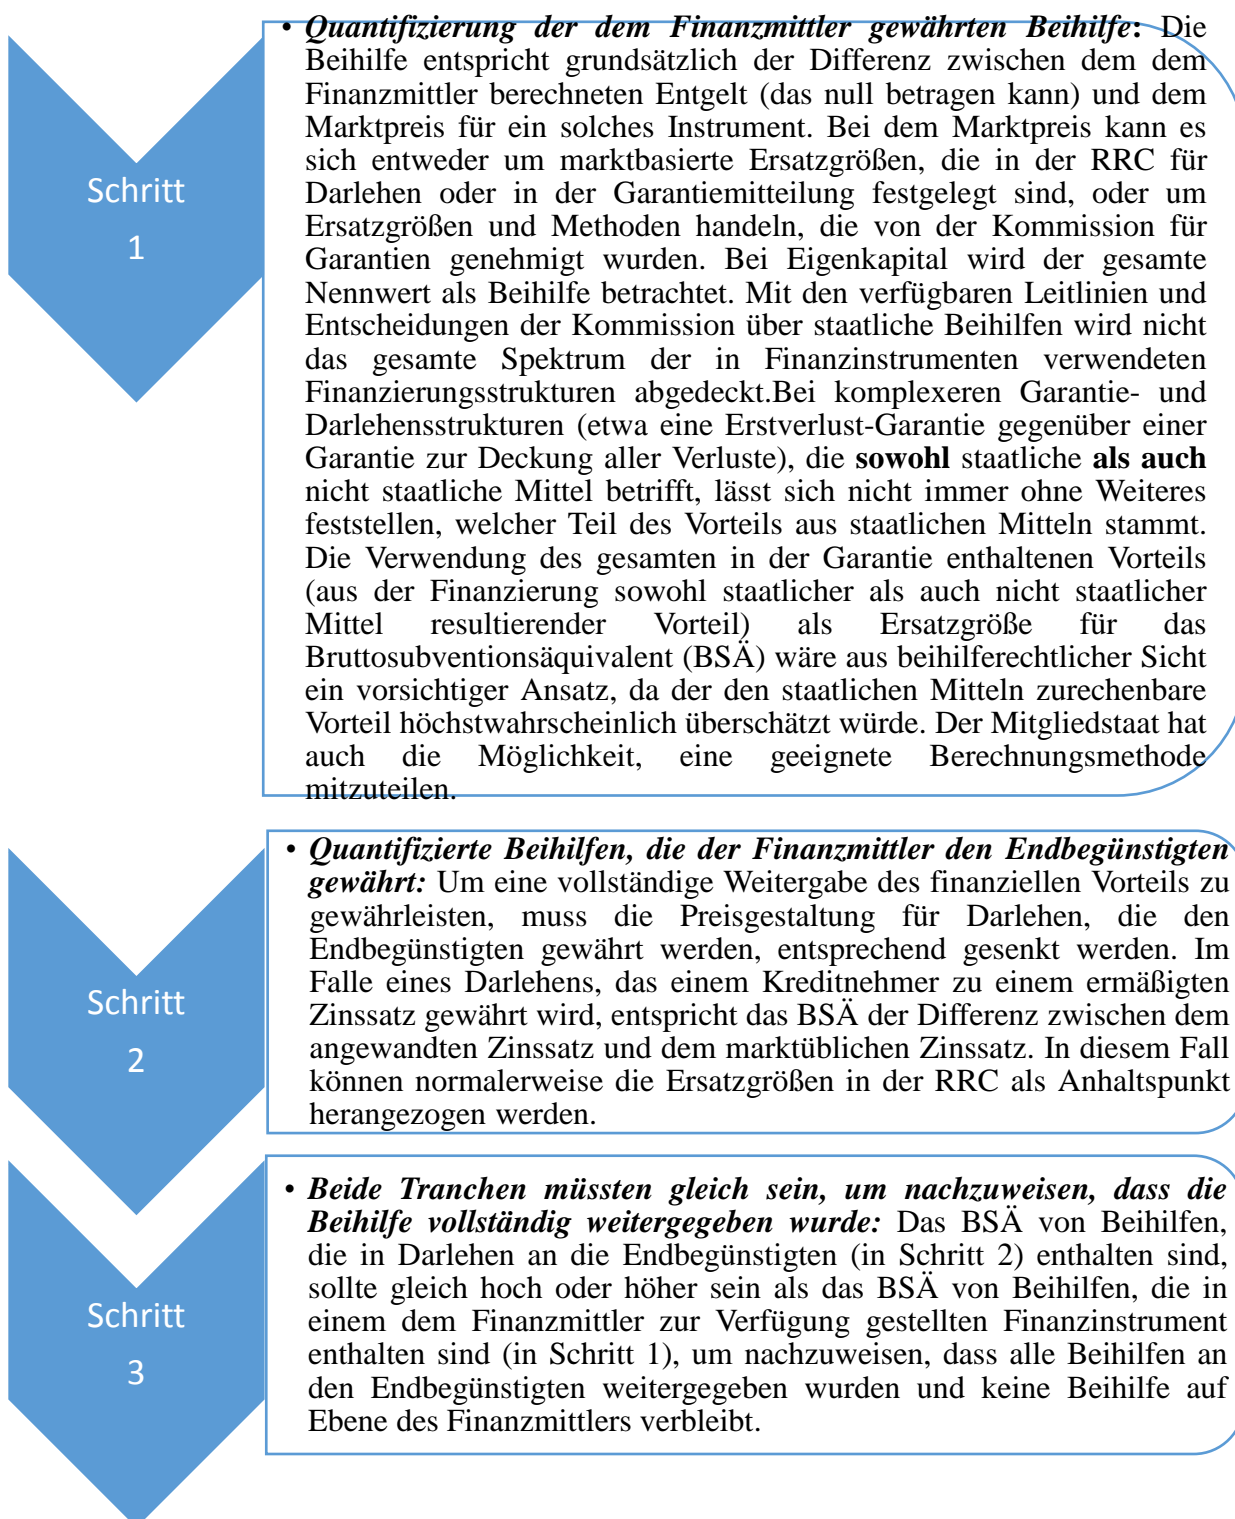 Schritt
1
• Quantifizierung der dem Finanzmittler gewährten Beihilfe: Die
Beihilfe entspricht grundsätzlich der Differenz zwischen dem dem
Finanzmittler berechneten Entgelt (das null betragen kann) und dem
Marktpreis für ein solches Instrument. Bei dem Marktpreis kann es
sich entweder um marktbasierte Ersatzgrößen, die in der RRC für
Darlehen oder in der Garantiemitteilung festgelegt sind, oder um
Ersatzgrößen und Methoden handeln, die von der Kommission für
Garantien genehmigt wurden. Bei Eigenkapital wird der gesamte
Nennwert als Beihilfe betrachtet. Mit den verfügbaren Leitlinien und
Entscheidungen der Kommission über staatliche Beihilfen wird nicht
das gesamte Spektrum der in Finanzinstrumenten verwendeten
Finanzierungsstrukturen abgedeckt.Bei komplexeren Garantie- und
Darlehensstrukturen (etwa eine Erstverlust-Garantie gegenüber einer
Garantie zur Deckung aller Verluste), die sowohl staatliche als auch
nicht staatliche Mittel betrifft, lässt sich nicht immer ohne Weiteres
feststellen, welcher Teil des Vorteils aus staatlichen Mitteln stammt.
Die Verwendung des gesamten in der Garantie enthaltenen Vorteils
(aus der Finanzierung sowohl staatlicher als auch nicht staatlicher
Mittel resultierender Vorteil) als Ersatzgröße für das
Bruttosubventionsäquivalent (BSÄ) wäre aus beihilferechtlicher Sicht
ein vorsichtiger Ansatz, da der den staatlichen Mitteln zurechenbare
Vorteil höchstwahrscheinlich überschätzt würde. Der Mitgliedstaat hat
auch die Möglichkeit, eine geeignete Berechnungsmethode
mitzuteilen.
Schritt
2
• Quantifizierte Beihilfen, die der Finanzmittler den Endbegünstigten
gewährt: Um eine vollständige Weitergabe des finanziellen Vorteils zu
gewährleisten, muss die Preisgestaltung für Darlehen, die den
Endbegünstigten gewährt werden, entsprechend gesenkt werden. Im
Falle eines Darlehens, das einem Kreditnehmer zu einem ermäßigten
Zinssatz gewährt wird, entspricht das BSÄ der Differenz zwischen dem
angewandten Zinssatz und dem marktüblichen Zinssatz. In diesem Fall
können normalerweise die Ersatzgrößen in der RRC als Anhaltspunkt
herangezogen werden.
Schritt
3
• Beide Tranchen müssten gleich sein, um nachzuweisen, dass die
Beihilfe vollständig weitergegeben wurde: Das BSÄ von Beihilfen,
die in Darlehen an die Endbegünstigten (in Schritt 2) enthalten sind,
sollte gleich hoch oder höher sein als das BSÄ von Beihilfen, die in
einem dem Finanzmittler zur Verfügung gestellten Finanzinstrument
enthalten sind (in Schritt 1), um nachzuweisen, dass alle Beihilfen an
den Endbegünstigten weitergegeben wurden und keine Beihilfe auf
Ebene des Finanzmittlers verbleibt.